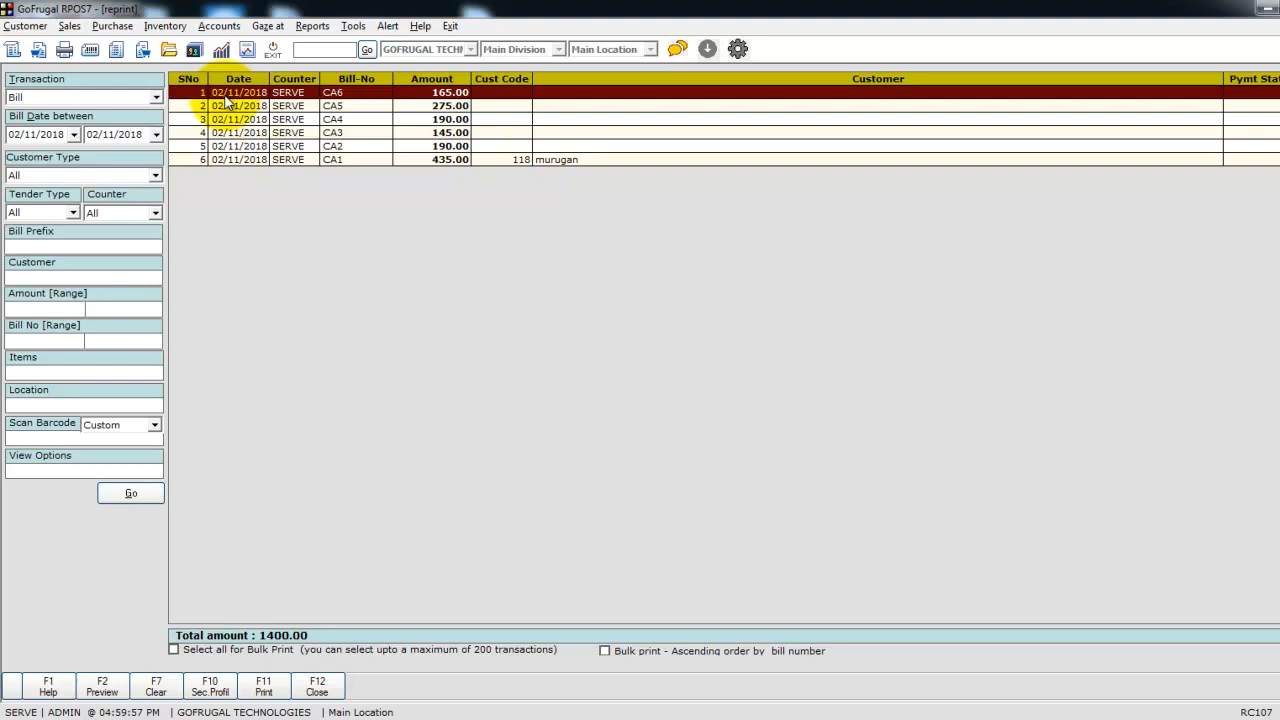 GoFrugal RPOS7 - [reprint]
Customer Sales Purchase Inventory Accounts Gaze at Reports Tools Alert Help Exit
EXIT Go GOFRUGAL TECHN Main Division Main Location
Transaction
Bill
Bill Date between
02/11/2018 02/11/2018
Customer Type
All
Tender Type Counter
All All
Bill Prefix
Customer
Amount [Range]
Bill No [Range]
Items
Location
Scan Barcode Custom
View Options
Go
SNo Date Counter Bill-No Amount Cust Code Customer Pymt Stat
1 02/11/2018 SERVE CA6 165.00
2 02/11/2018 SERVE CA5 275.00
3 02/11/2018 SERVE CA4 190.00
4 02/11/2018 SERVE CA3 145.00
5 02/11/2018 SERVE CA2 190.00
6 02/11/2018 SERVE CA1 435.00 118 murugan
Total amount : 1400.00
Select all for Bulk Print (you can select upto a maximum of 200 transactions) Bulk print - Ascending order by bill number
F1 F2 F7 F10 F11 F12
Help Preview Clear Sec.Profil Print Close
SERVE | ADMIN @ 04:59:57 PM | GOFRUGAL TECHNOLOGIES | Main Location RC107